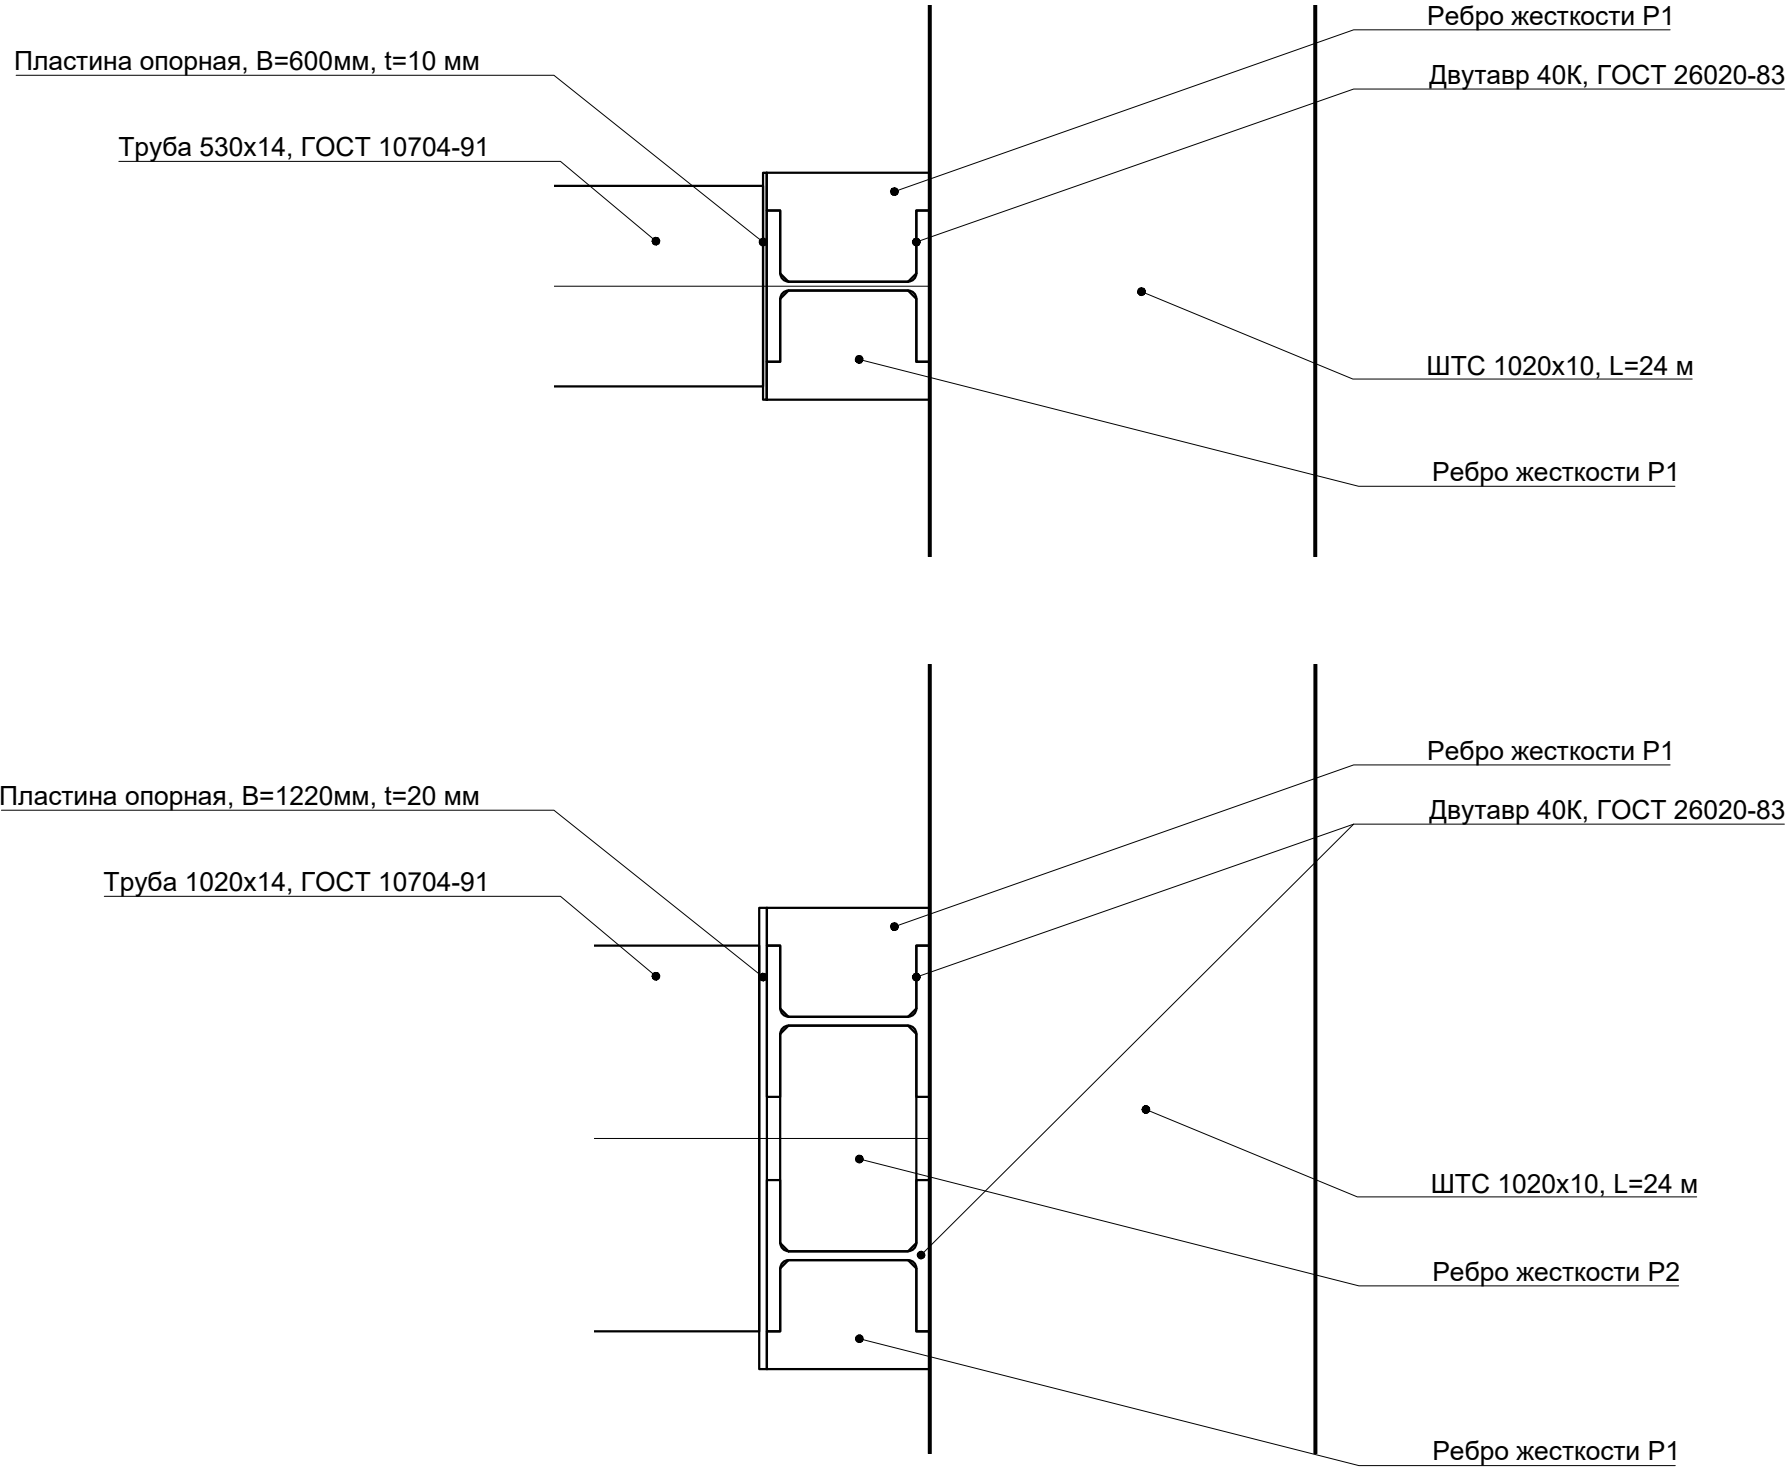 Ребро жесткости Р1
Пластина опорная, В=600мм, t=10 мм
Двутавр 40К, ГОСТ 26020-83
Труба 530х14, ГОСТ 10704-91
ШТС 1020х10, L=24 м
Ребро жесткости Р1
Ребро жесткости Р1
Пластина опорная, В=1220мм, t=20 мм
Двутавр 40К, ГОСТ 26020-83
Труба 1020х14, ГОСТ 10704-91
ШТС 1020х10, L=24 м
Ребро жесткости Р2
Ребро жесткости Р1